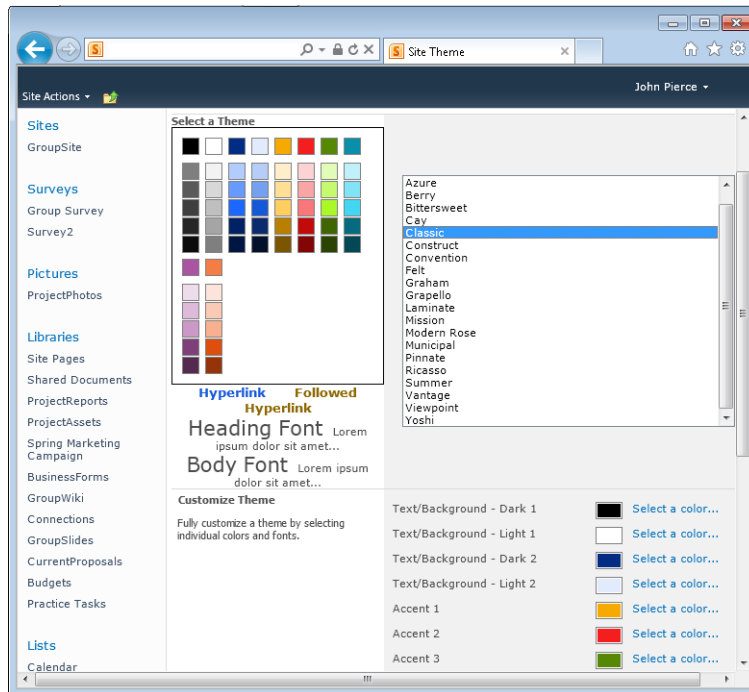 Site Theme
John Pierce
Site Actions
Sites
GroupSite
Surveys
Group Survey
Survey2
Pictures
ProjectPhotos
Libraries
Site Pages
Shared Documents
ProjectReports
ProjectAssets
Spring Marketing
Campaign
BusinessForms
GroupWiki
Connections
GroupSlides
CurrentProposals
Budgets
Practice Tasks
Lists
Calendar
Select a Theme
Hyperlink Followed
Hyperlink
Heading Font Lorem
ipsum dolor sit amet...
Body Font Lorem ipsum
dolor sit amet...
Azure
Berry
Bittersweet
Cay
Classic
Construct
Convention
Felt
Graham
Grapello
Laminate
Mission
Modern Rose
Municipal
Pinnate
Ricasso
Summer
Vantage
Viewpoint
Yoshi
Customize Theme
Fully customize a theme by selecting
individual colors and fonts.
Text/Background - Dark 1 Select a color...
Text/Background - Light 1 Select a color...
Text/Background - Dark 2 Select a color...
Text/Background - Light 2 Select a color...
Accent 1 Select a color...
Accent 2 Select a color...
Accent 3 Select a color...